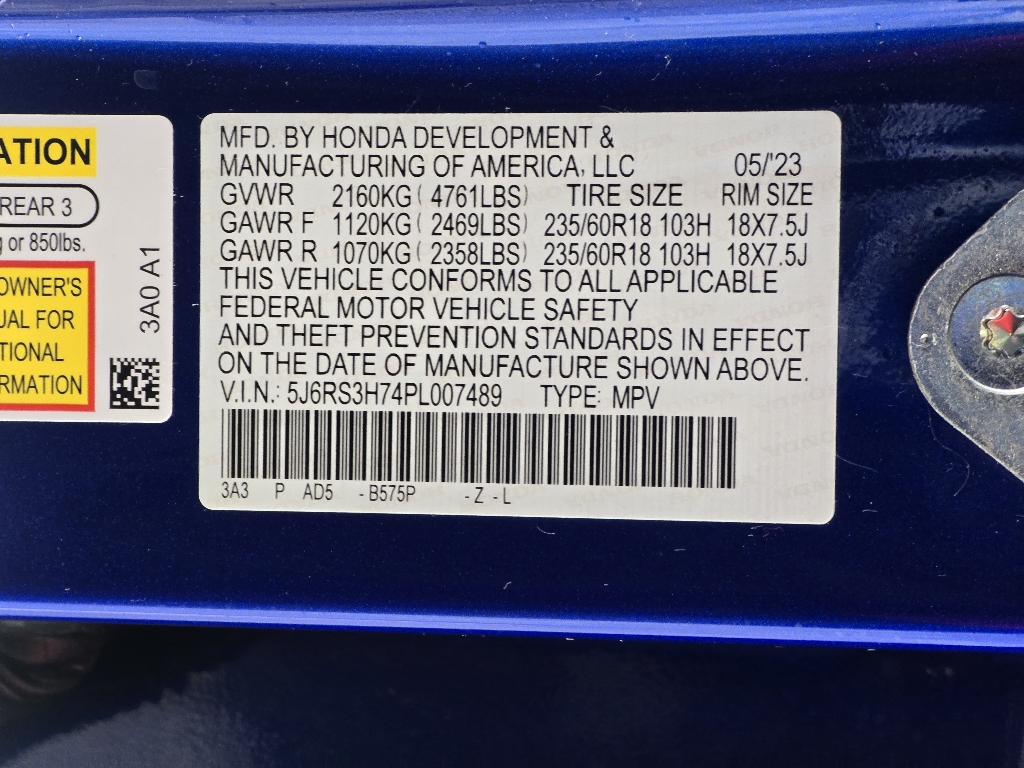 ATION
REAR 3
g or 850lbs.
OWNER'S
UAL FOR
TIONAL
RMATION
3A0 A1
MFD. BY HONDA DEVELOPMENT &
MANUFACTURING OF AMERICA, LLC 05/'23
GVWR 2160KG ( 4761LBS) TIRE SIZE RIM SIZE
GAWR F 1120KG ( 2469LBS) 235/60R18 103H 18X7.5J
GAWR R 1070KG ( 2358LBS) 235/60R18 103H 18X7.5J
THIS VEHICLE CONFORMS TO ALL APPLICABLE
FEDERAL MOTOR VEHICLE SAFETY
AND THEFT PREVENTION STANDARDS IN EFFECT
ON THE DATE OF MANUFACTURE SHOWN ABOVE.
V.I.N.: 5J6RS3H74PL007489 TYPE: MPV
3A3 P AD5 - B575P - Z - L